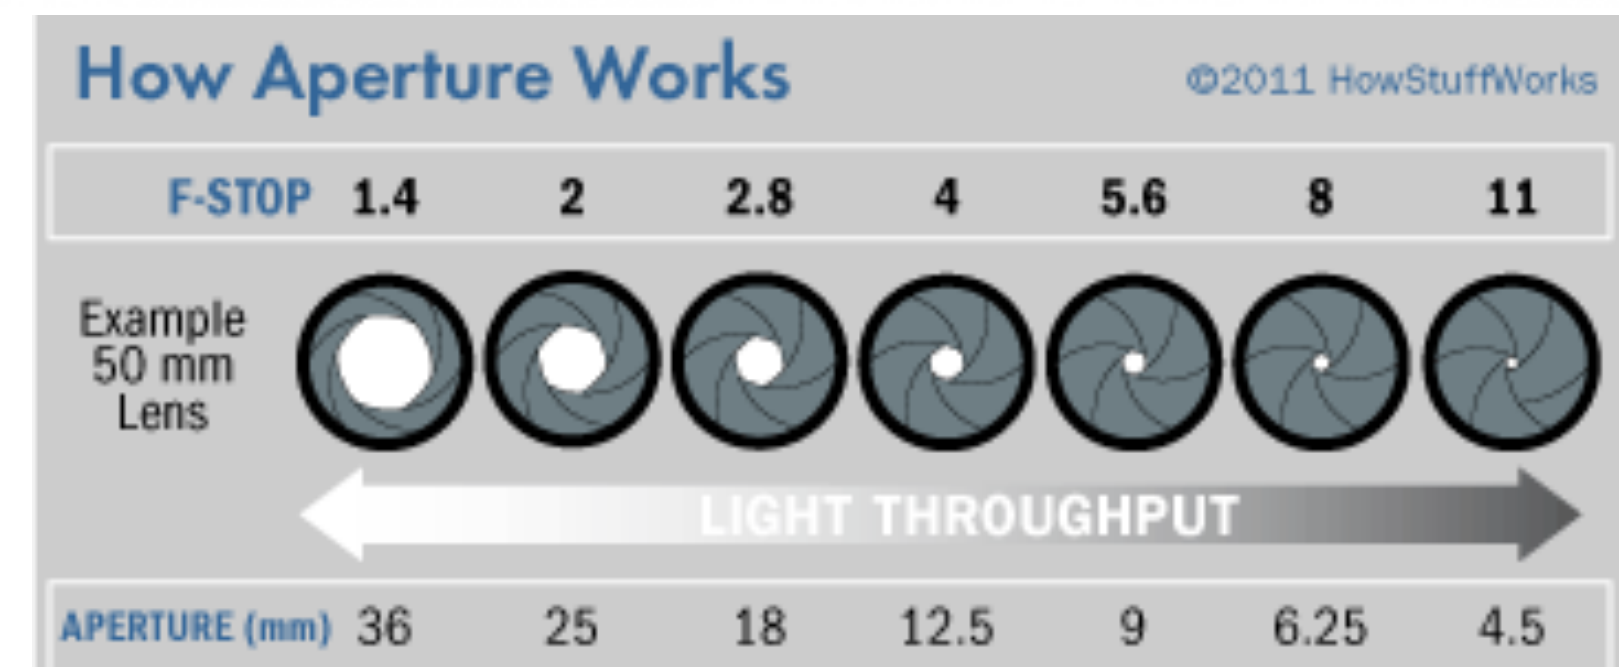 How Aperture Works
©2011 HowStuffWorks
F-STOP 1.4 2 2.8 4 5.6 8 11
Example
50 mm
Lens
LIGHT THROUGHPUT
APERTURE (mm) 36 25 18 12.5 9 6.25 4.5